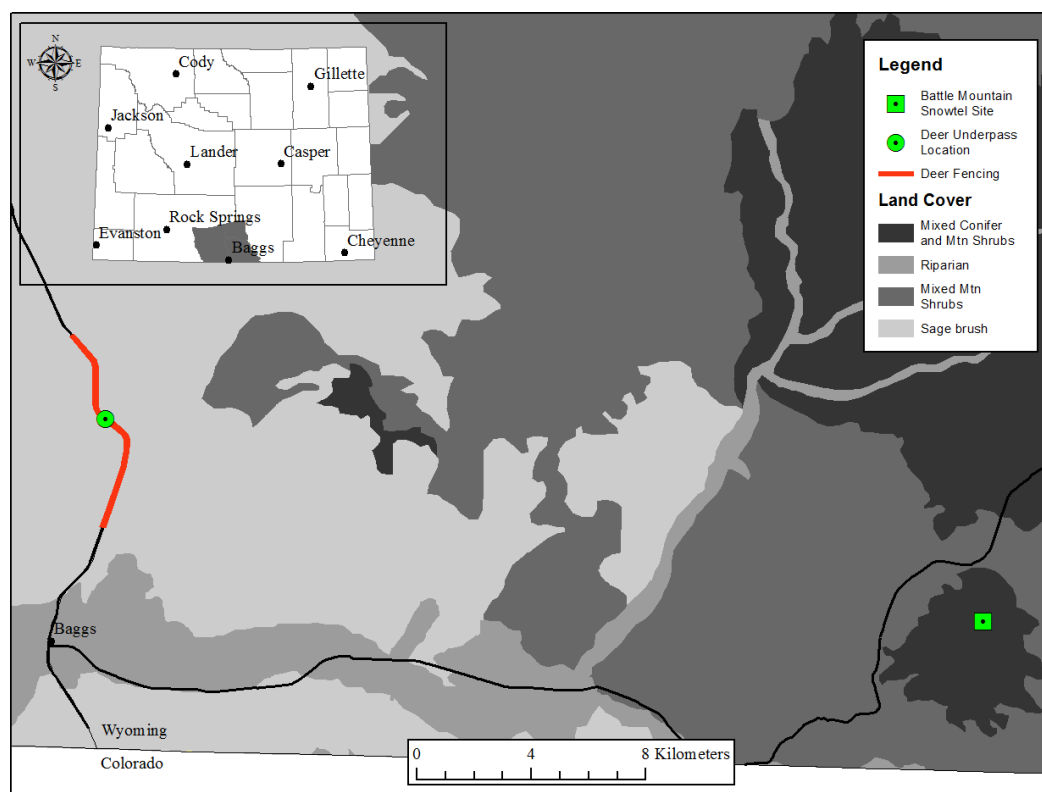 N
W
E
S
Cody
Gillette
Jackson
Lander
Casper
Rock Springs
Evanston
Baggs
Cheyenne
Legend
Battle Mountain
Snowtel Site
Deer Underpass
Location
Deer Fencing
Land Cover
Mixed Conifer
and Mtn Shrubs
Riparian
Mixed Mtn
Shrubs
Sage brush
Baggs
Wyoming
Colorado
0 4 8 Kilometers